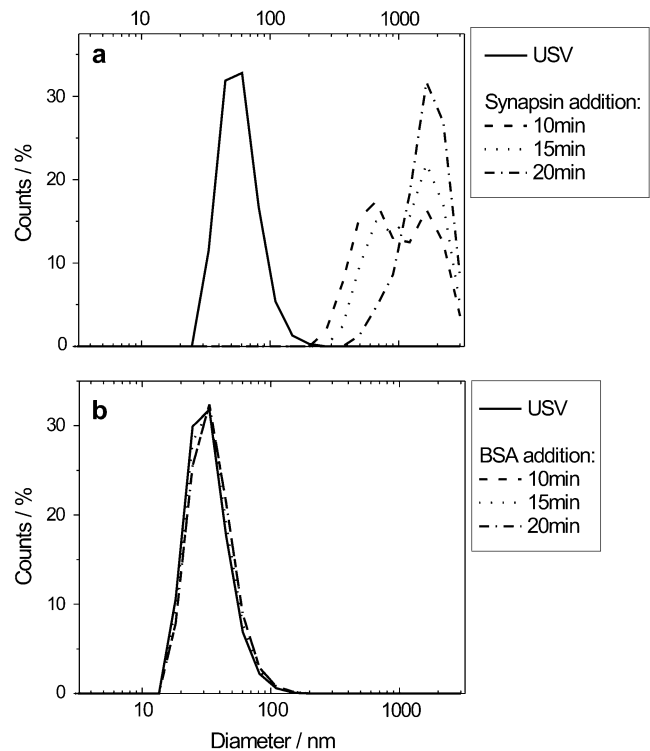 10 100 1000
a
30
20
10
0
Counts / %
USV
Synapsin addition:
10min
15min
20min
b
30
20
10
0
Counts / %
10 100 1000
Diameter / nm
USV
BSA addition:
10min
15min
20min